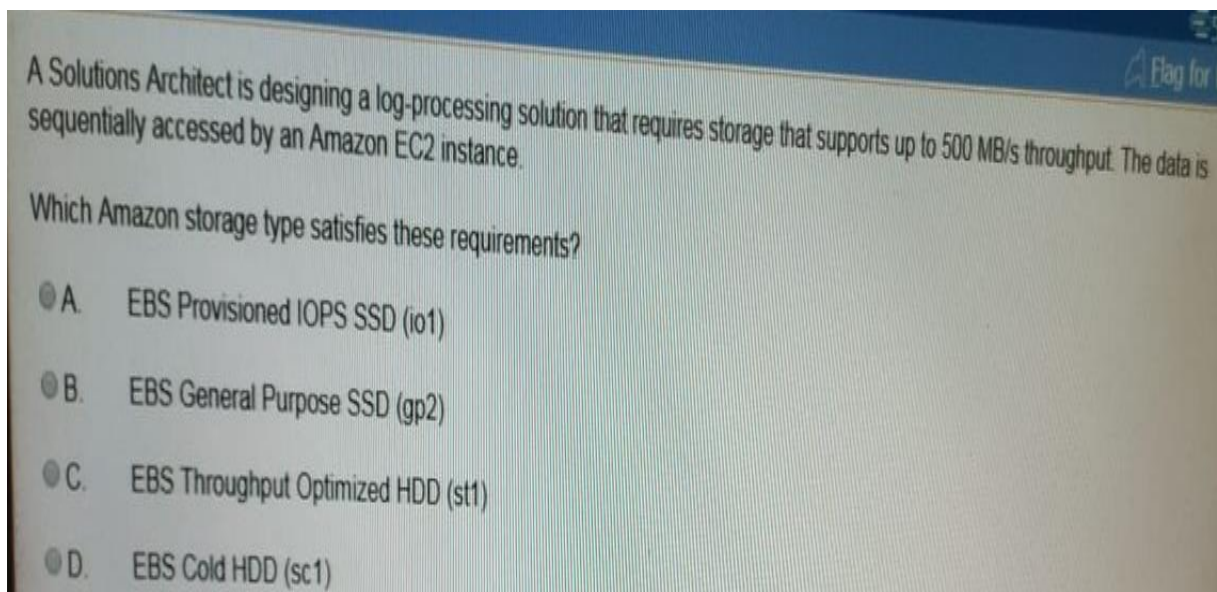 Flag for
A Solutions Architect is designing a log-processing solution that requires storage that supports up to 500 MB/s throughput. The data is
sequentially accessed by an Amazon EC2 instance.
Which Amazon storage type satisfies these requirements?
A. EBS Provisioned IOPS SSD (io1)
B. EBS General Purpose SSD (gp2)
C. EBS Throughput Optimized HDD (st1)
D. EBS Cold HDD (sc1)